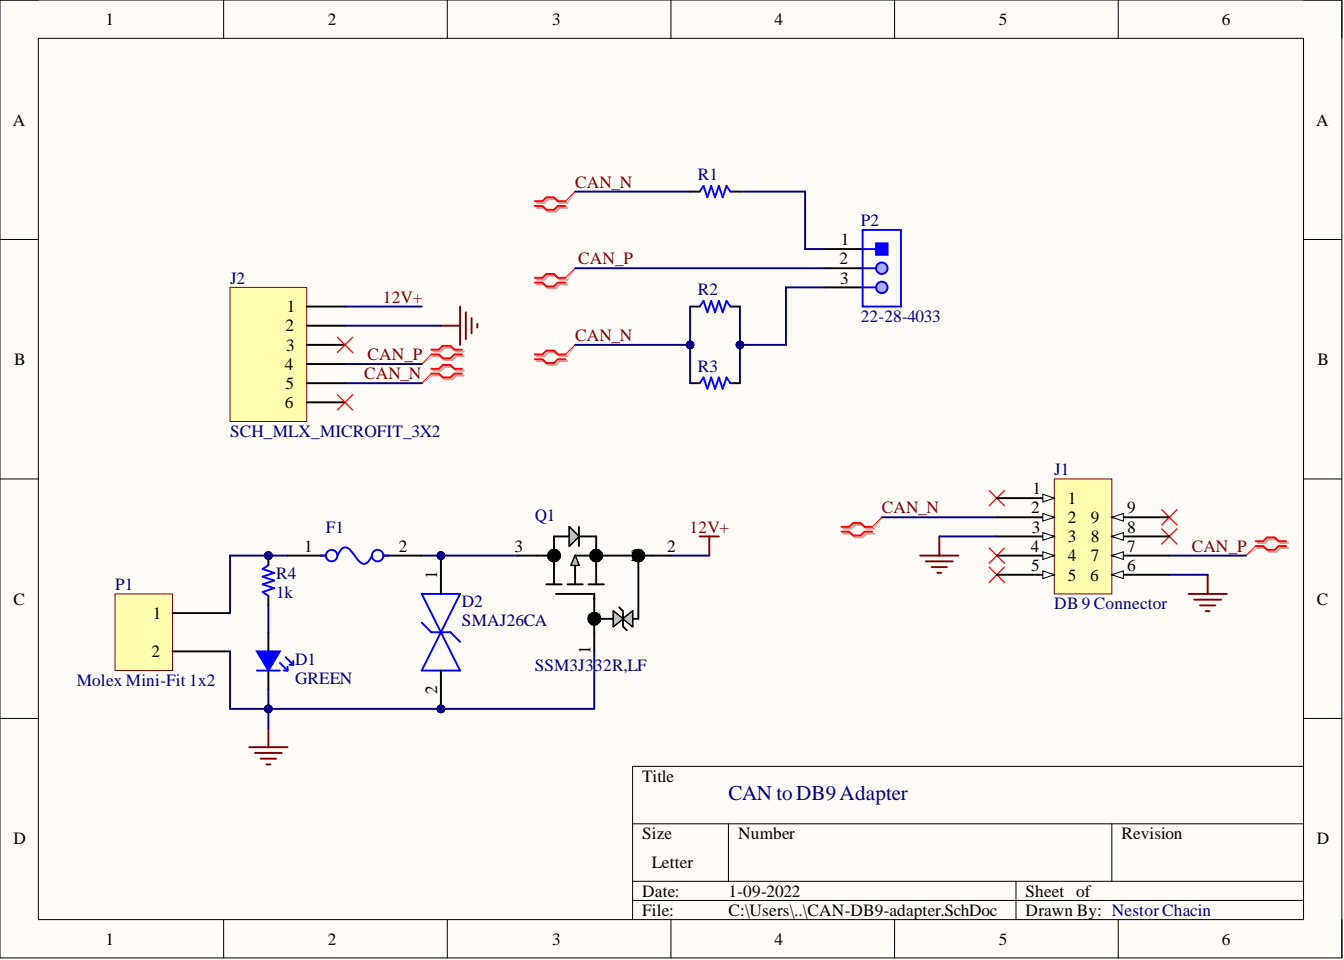 1 2 3 4 5 6
A A
CAN_N
R1
P2
1
2
3
CAN_P
22-28-4033
CAN_N
R2
R3
B B
J2
1
2
3
4
5
6
12V+
CAN_P
CAN_N
SCH_MLX_MICROFIT_3X2
J1
1
2
3
4
5
1
2 9
3 8
4 7
5 6
9
8
7
6
CAN_N
CAN_P
DB 9 Connector
C C
P1
1
2
Molex Mini-Fit 1x2
R4
1k
D1
GREEN
F1
1 2
1
D2
SMAJ26CA
2
Q1
3 2
1
SSM3J332R,LF
12V+
D D
Title
CAN to DB9 Adapter
Size Number Revision
Letter
Date: 1-09-2022 Sheet of
File: C:\Users\..\CAN-DB9-adapter.SchDoc Drawn By: Nestor Chacin
1 2 3 4 5 6